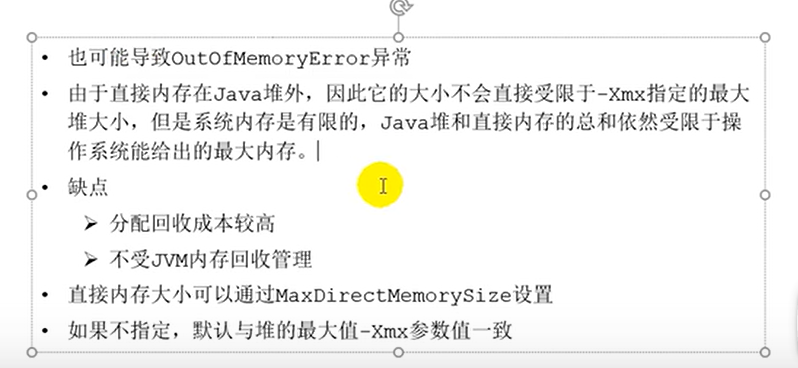 • 也可能导致OutOfMemoryError异常
• 由于直接内存在Java堆外，因此它的大小不会直接受限于-Xmx指定的最大
堆大小，但是系统内存是有限的，Java堆和直接内存的总和依然受限于操
作系统能给出的最大内存。
• 缺点
➢ 分配回收成本较高
➢ 不受JVM内存回收管理
• 直接内存大小可以通过MaxDirectMemorySize设置
• 如果不指定，默认与堆的最大值-Xmx参数值一致